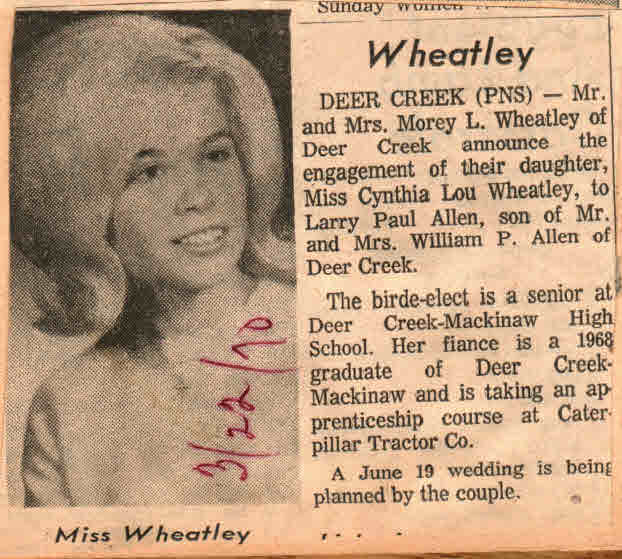 Sunday Women
Wheatley
DEER CREEK (PNS) — Mr.
and Mrs. Morey L. Wheatley of
Deer Creek announce the
engagement of their daughter,
Miss Cynthia Lou Wheatley, to
Larry Paul Allen, son of Mr.
and Mrs. William P. Allen of
Deer Creek.
The birde-elect is a senior at
Deer Creek-Mackinaw High
School. Her fiance is a 1968
graduate of Deer Creek-
Mackinaw and is taking an ap-
prenticeship course at Cater-
pillar Tractor Co.
A June 19 wedding is being
planned by the couple.
3/22/70
Miss Wheatley